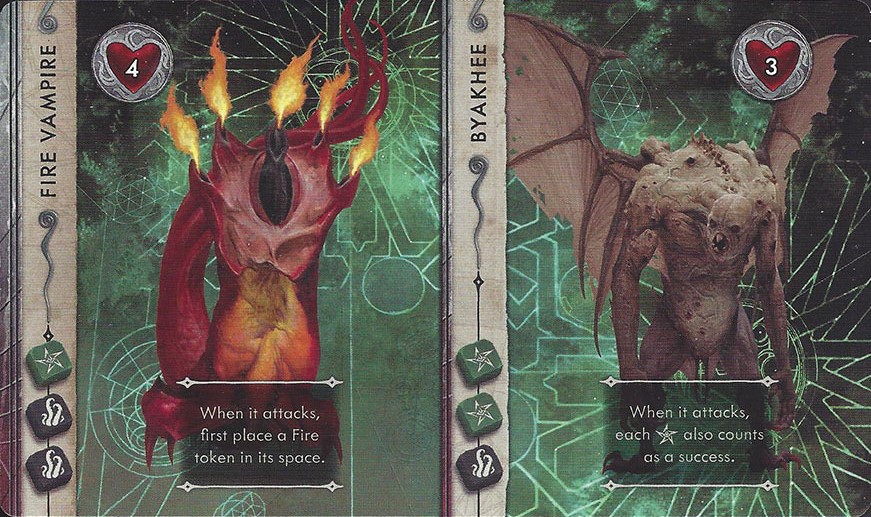 FIRE VAMPIRE
4
When it attacks,
first place a Fire
token in its space.
BYAKHEE
3
When it attacks,
each also counts
as a success.